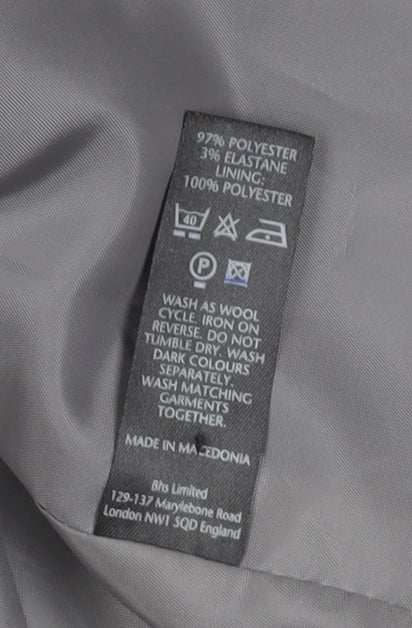 97% POLYESTER
3% ELASTANE
LINING:
100% POLYESTER
40
P
WASH AS WOOL
CYCLE. IRON ON
REVERSE. DO NOT
TUMBLE DRY. WASH
DARK COLOURS
SEPARATELY.
WASH MATCHING
GARMENTS
TOGETHER.
MADE IN MACEDONIA
Bhs Limited
129-137 Marylebone Road
London NW1 5QD England